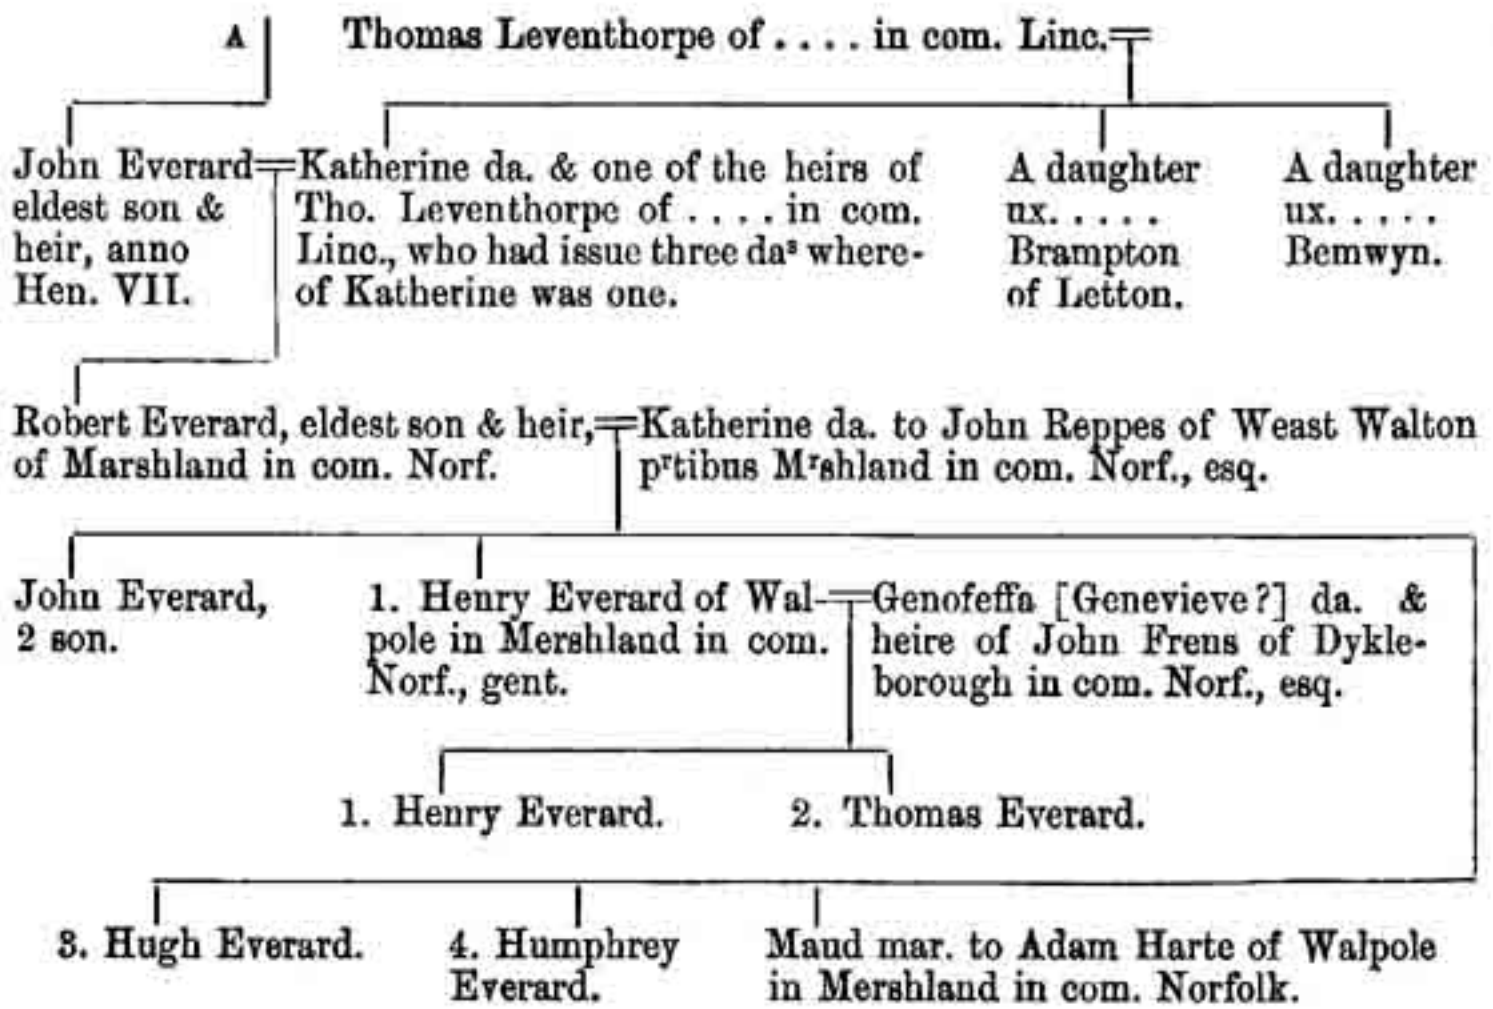 A
Thomas Leventhorpe of . . . . in com. Linc.
John Everard
eldest son &
heir, anno
Hen. VII.
Katherine da. & one of the heirs of
Tho. Leventhorpe of . . . . in com.
Linc., who had issue three daˢ where-
of Katherine was one.
A daughter
ux. . . . .
Brampton
of Letton.
A daughter
ux. . . . .
Bemwyn.
Robert Everard, eldest son & heir,
of Marshland in com. Norf.
Katherine da. to John Reppes of Weast Walton
pʳtibus Mʳshland in com. Norf., esq.
John Everard,
2 son.
1. Henry Everard of Wal-
pole in Mershland in com.
Norf., gent.
Genofeffa [Genevieve?] da. &
heire of John Frens of Dykle-
borough in com. Norf., esq.
1. Henry Everard.
2. Thomas Everard.
3. Hugh Everard.
4. Humphrey
Everard.
Maud mar. to Adam Harte of Walpole
in Mershland in com. Norfolk.